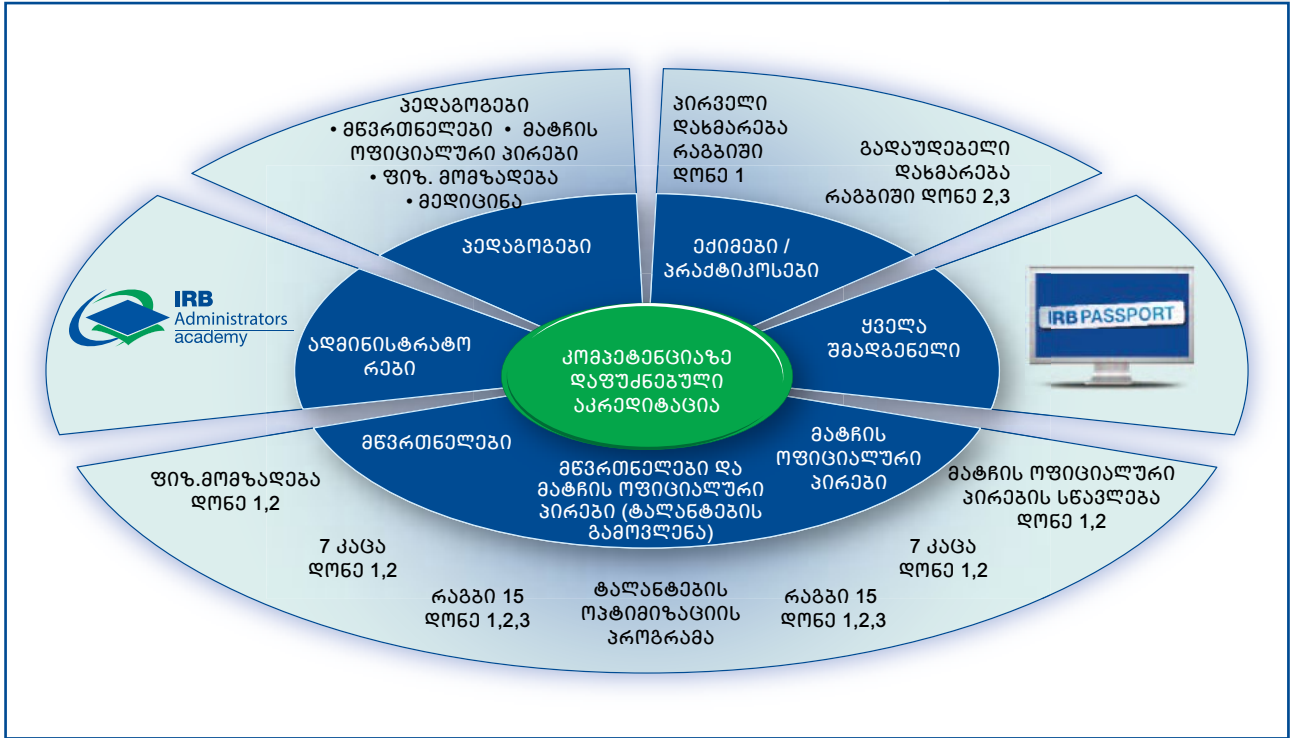 პედაგოგები
• მწვრთნელები • მატჩის
ოფიციალური პირები
• ფიზ. მომზადება
• მედიცინა
პირველი
დახმარება
რაგბიში
დონე 1
გადაუდებელი
დახმარება
რაგბიში დონე 2,3
პედაგოგები
ექიმები /
პრაქტიკოსები
IRB
Administrators
academy
ადმინისტრატო
რები
ყველა
შმადგენელი
IRB PASSPORT
კომპეტენციაზე
დაფუძნებული
აკრედიტაცია
მწვრთნელები
მწვრთნელები და
მატჩის ოფიციალური
პირები (ტალანტების
გამოვლენა)
მატჩის
ოფიციალური
პირები
ფიზ.მომზადება
დონე 1,2
7 კაცა
დონე 1,2
რაგბი 15
დონე 1,2,3
ტალანტების
ოპტიმიზაციის
პროგრამა
რაგბი 15
დონე 1,2,3
7 კაცა
დონე 1,2
მატჩის ოფიციალური
პირების სწავლება
დონე 1,2